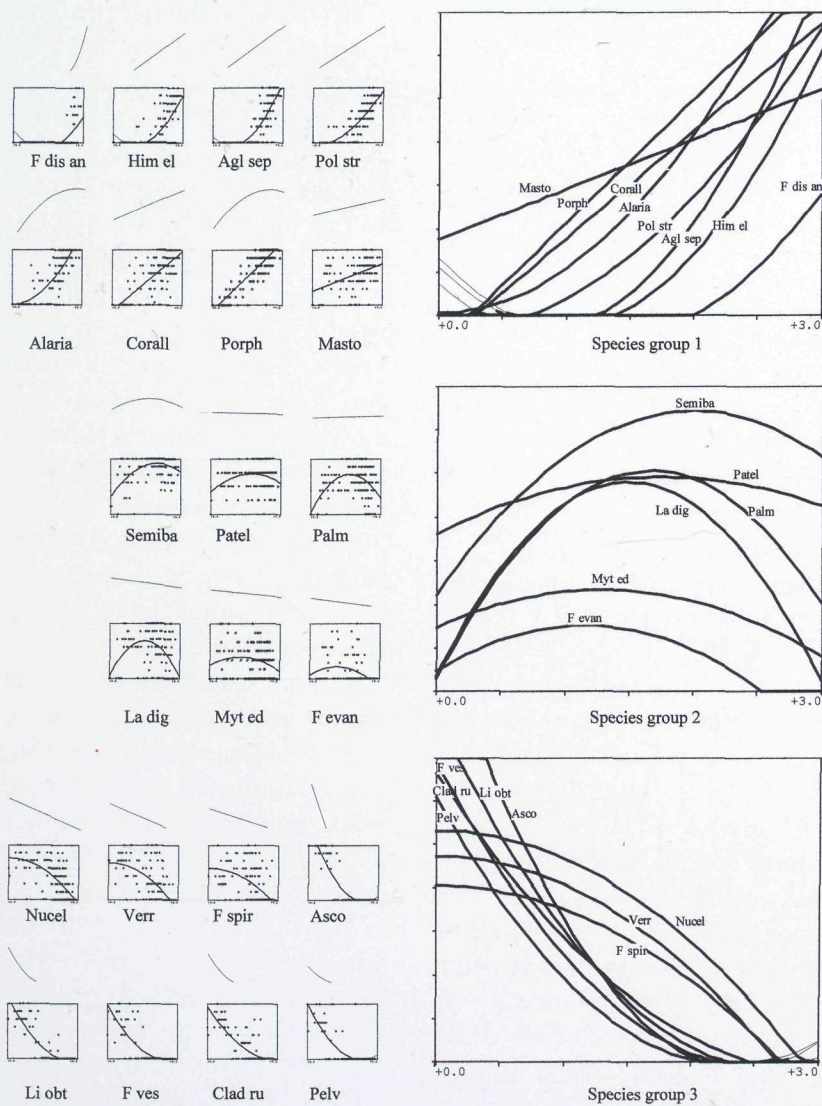 F dis an Him el Agl sep Pol str
Alaria Corall Porph Masto
Masto
Porph
Corall
Alaria
Pol str
Agl sep
Him el
F dis an
+0.0 +3.0
Species group 1
Semiba Patel Palm
La dig Myt ed F evan
Semiba
Patel
La dig
Palm
Myt ed
F evan
+0.0 +3.0
Species group 2
Nucel Verr F spir Asco
Li obt F ves Clad ru Pelv
F ves
Clad ru
Li obt
Pelv
Asco
Verr
Nucel
F spir
+0.0 +3.0
Species group 3